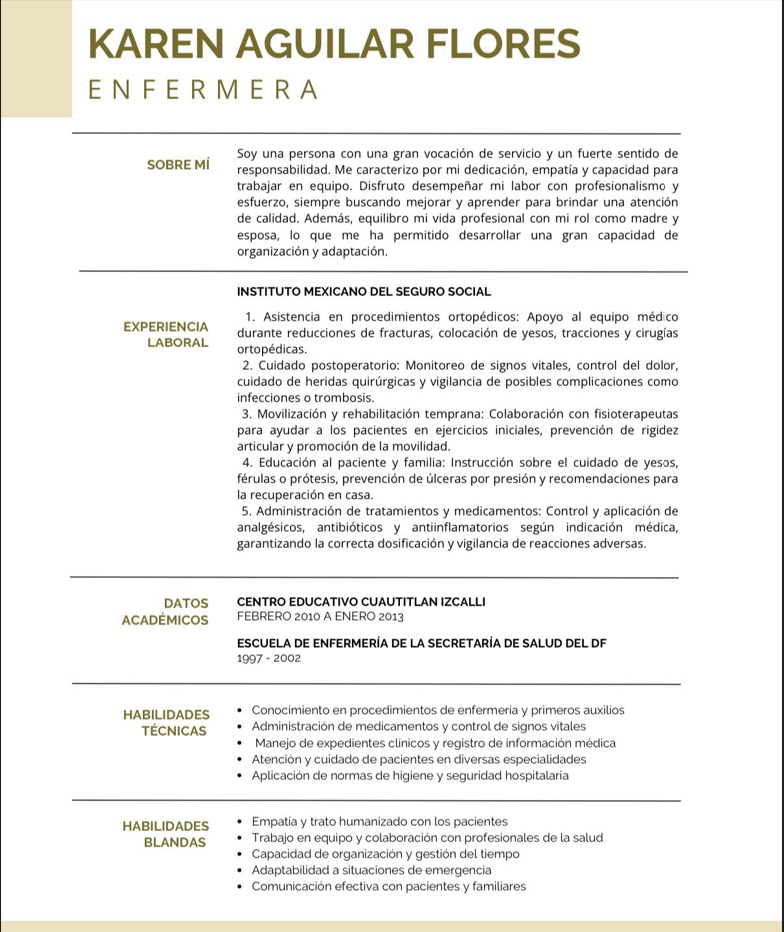 KAREN AGUILAR FLORES
ENFERMERA
SOBRE MÍ
Soy una persona con una gran vocación de servicio y un fuerte sentido de
responsabilidad. Me caracterizo por mi dedicación, empatía y capacidad para
trabajar en equipo. Disfruto desempeñar mi labor con profesionalismo y
esfuerzo, siempre buscando mejorar y aprender para brindar una atención
de calidad. Además, equilibro mi vida profesional con mi rol como madre y
esposa, lo que me ha permitido desarrollar una gran capacidad de
organización y adaptación.
EXPERIENCIA
LABORAL
INSTITUTO MEXICANO DEL SEGURO SOCIAL
1. Asistencia en procedimientos ortopédicos: Apoyo al equipo médico
durante reducciones de fracturas, colocación de yesos, tracciones y cirugías
ortopédicas.
2. Cuidado postoperatorio: Monitoreo de signos vitales, control del dolor,
cuidado de heridas quirúrgicas y vigilancia de posibles complicaciones como
infecciones o trombosis.
3. Movilización y rehabilitación temprana: Colaboración con fisioterapeutas
para ayudar a los pacientes en ejercicios iniciales, prevención de rigidez
articular y promoción de la movilidad.
4. Educación al paciente y familia: Instrucción sobre el cuidado de yesos,
férulas o prótesis, prevención de úlceras por presión y recomendaciones para
la recuperación en casa.
5. Administración de tratamientos y medicamentos: Control y aplicación de
analgésicos, antibióticos y antiinflamatorios según indicación médica,
garantizando la correcta dosificación y vigilancia de reacciones adversas.
DATOS
ACADÉMICOS
CENTRO EDUCATIVO CUAUTITLAN IZCALLI
FEBRERO 2010 A ENERO 2013
ESCUELA DE ENFERMERÍA DE LA SECRETARÍA DE SALUD DEL DF
1997 - 2002
HABILIDADES
TÉCNICAS
• Conocimiento en procedimientos de enfermería y primeros auxilios
• Administración de medicamentos y control de signos vitales
• Manejo de expedientes clínicos y registro de información médica
• Atención y cuidado de pacientes en diversas especialidades
• Aplicación de normas de higiene y seguridad hospitalaria
HABILIDADES
BLANDAS
• Empatía y trato humanizado con los pacientes
• Trabajo en equipo y colaboración con profesionales de la salud
• Capacidad de organización y gestión del tiempo
• Adaptabilidad a situaciones de emergencia
• Comunicación efectiva con pacientes y familiares